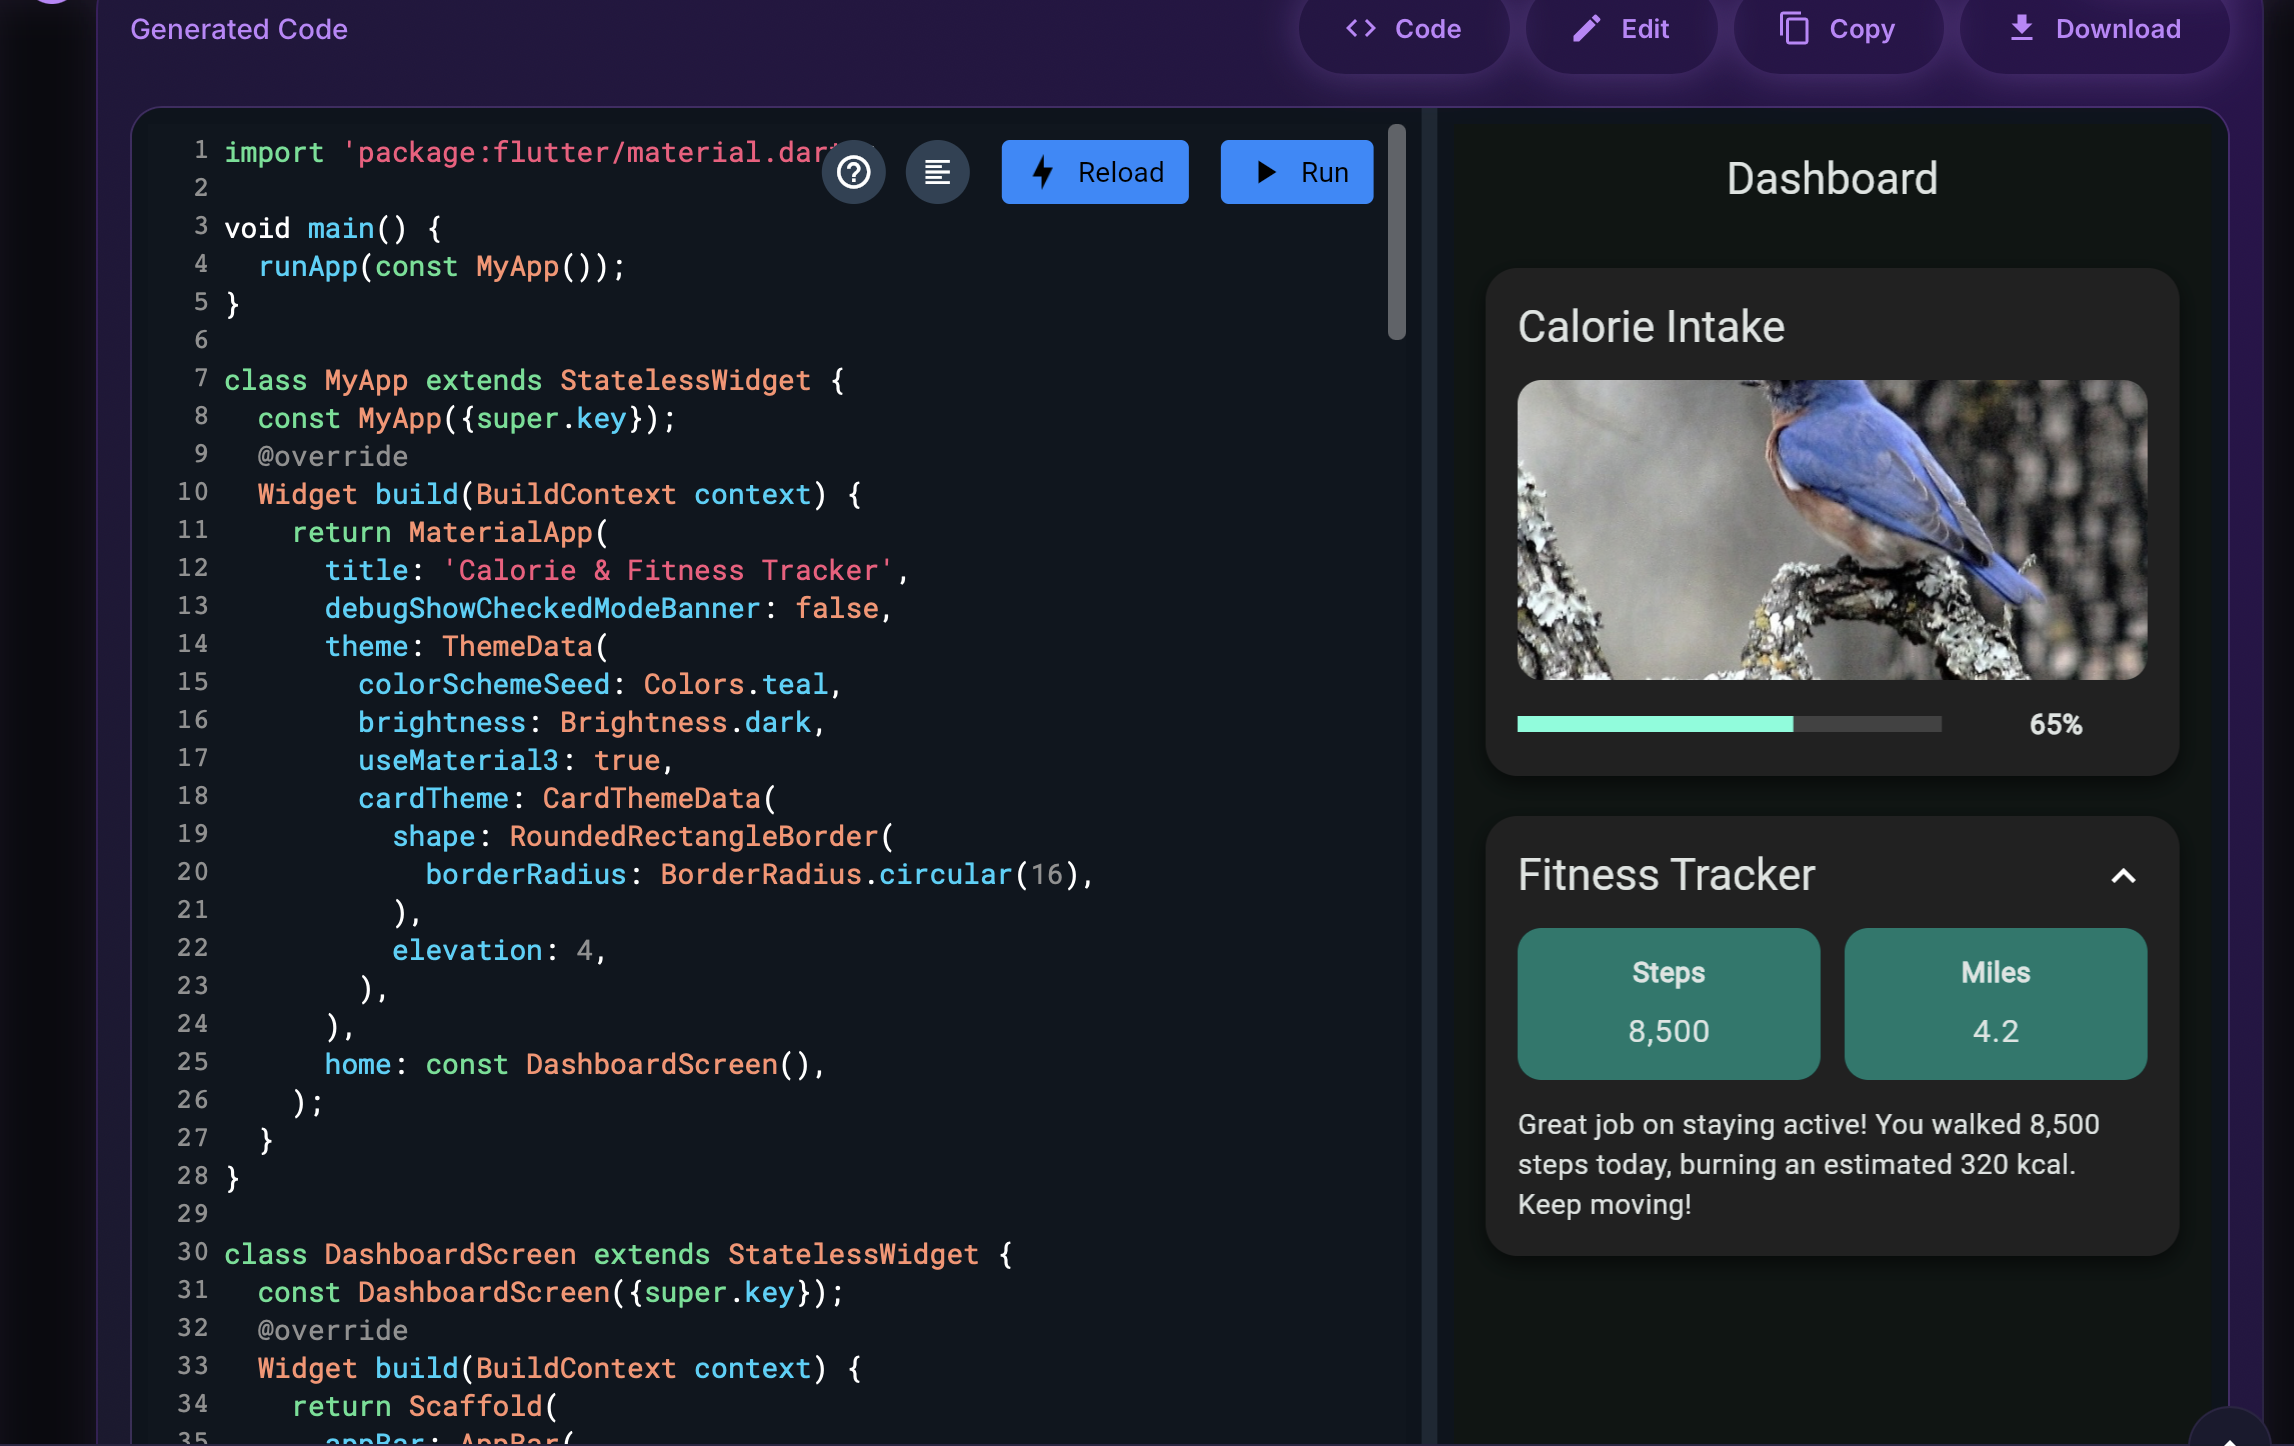 Generated Code
Code
Edit
Copy
Download
1 import 'package:flutter/material.dar
2
3 void main() {
4   runApp(const MyApp());
5 }
6
7 class MyApp extends StatelessWidget {
8   const MyApp({super.key});
9   @override
10   Widget build(BuildContext context) {
11     return MaterialApp(
12       title: 'Calorie & Fitness Tracker',
13       debugShowCheckedModeBanner: false,
14       theme: ThemeData(
15         colorSchemeSeed: Colors.teal,
16         brightness: Brightness.dark,
17         useMaterial3: true,
18         cardTheme: CardThemeData(
19           shape: RoundedRectangleBorder(
20             borderRadius: BorderRadius.circular(16),
21           ),
22           elevation: 4,
23         ),
24       ),
25       home: const DashboardScreen(),
26     );
27   }
28 }
29
30 class DashboardScreen extends StatelessWidget {
31   const DashboardScreen({super.key});
32   @override
33   Widget build(BuildContext context) {
34     return Scaffold(
35       appBar: AppBar(
Reload
Run
Dashboard
Calorie Intake
65%
Fitness Tracker
Steps
8,500
Miles
4.2
Great job on staying active! You walked 8,500
steps today, burning an estimated 320 kcal.
Keep moving!